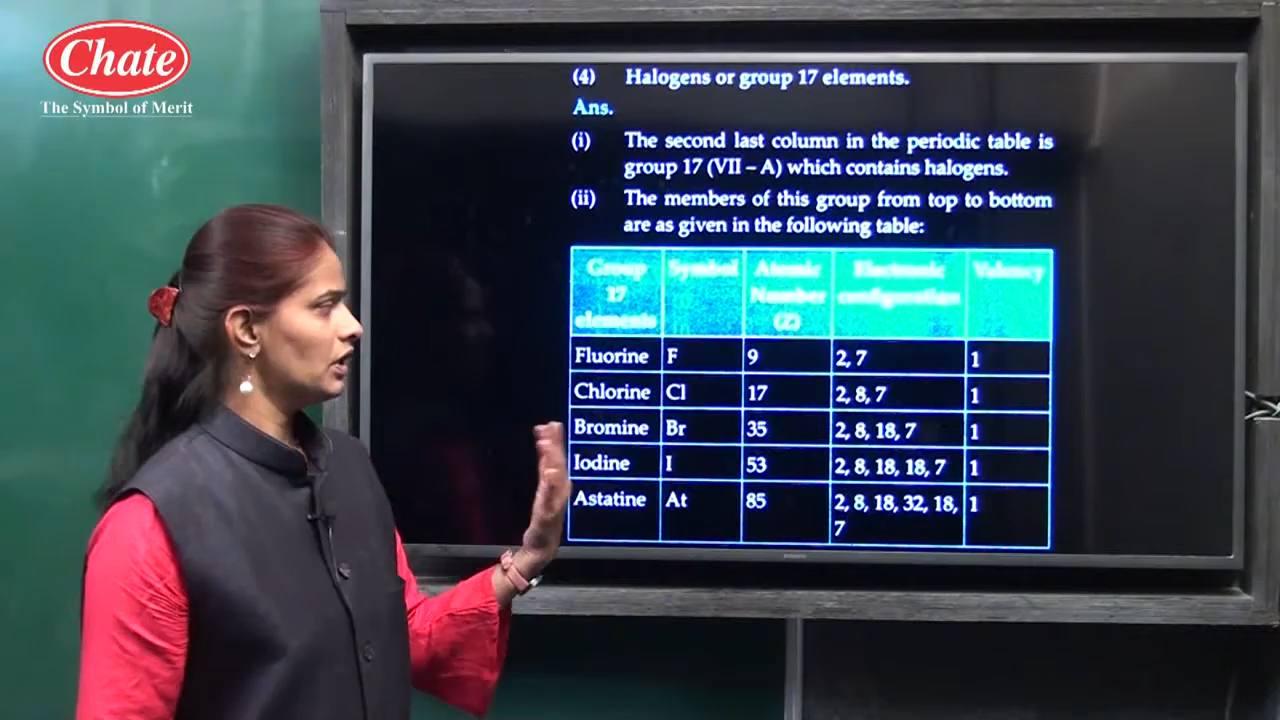 Chate
The Symbol of Merit
(4) Halogens or group 17 elements.
Ans.
(i) The second last column in the periodic table is
group 17 (VII – A) which contains halogens.
(ii) The members of this group from top to bottom
are as given in the following table:
Group 17 elements Symbol Atomic Number (Z) Electronic configuration Valency
Fluorine F 9 2, 7 1
Chlorine Cl 17 2, 8, 7 1
Bromine Br 35 2, 8, 18, 7 1
Iodine I 53 2, 8, 18, 18, 7 1
Astatine At 85 2, 8, 18, 32, 18, 7 1